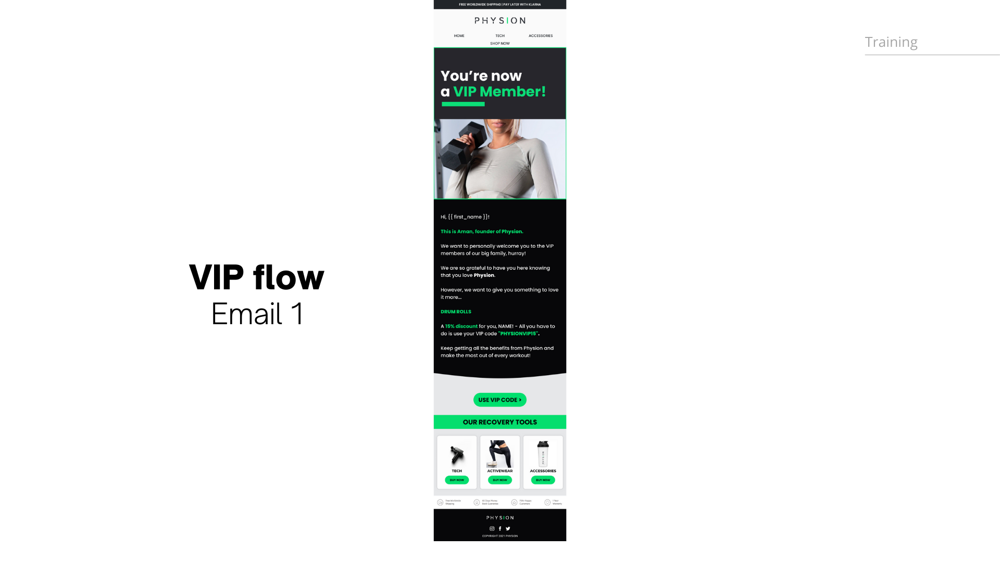 FREE WORLDWIDE SHIPPING | PAY LATER WITH KLARNA
PHYSION
HOME TECH ACCESSORIES
SHOP NOW
Training
You're now
a VIP Member!
Hi, {{ first_name }}!
This is Aman, founder of Physion.
We want to personally welcome you to the VIP
members of our big family, hurray!
We are so grateful to have you here knowing
that you love Physion.
However, we want to give you something to love
it more...
DRUM ROLLS
A 15% discount for you, NAME! - All you have to
do is use your VIP code "PHYSIONVIP15".
Keep getting all the benefits from Physion and
make the most out of every workout!
VIP flow
Email 1
USE VIP CODE >
OUR RECOVERY TOOLS
PHYSION
TECH ACTIVEWEAR ACCESSORIES
BUY NOW BUY NOW BUY NOW
Free Worldwide
Shipping
60 Days Money
Back Guarantee
70K+ Happy
Customers
1 Year
Warranty
PHYSION
COPYRIGHT 2021 PHYSION